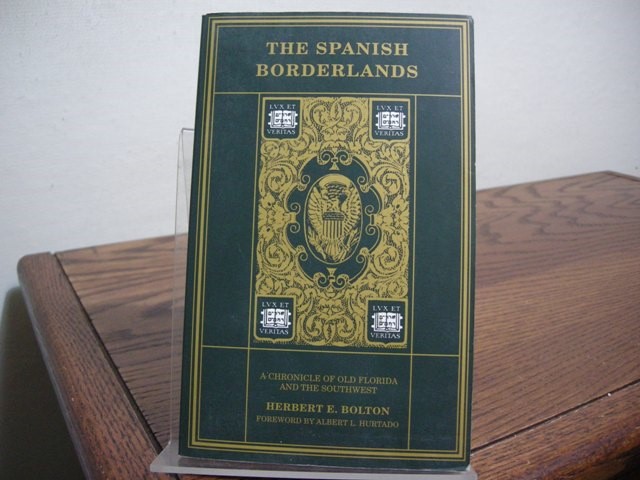 THE SPANISH
BORDERLANDS
LVX ET
VERITAS
LVX ET
VERITAS
LVX ET
VERITAS
LVX ET
VERITAS
A CHRONICLE OF OLD FLORIDA
AND THE SOUTHWEST
HERBERT E. BOLTON
FOREWORD BY ALBERT L. HURTADO